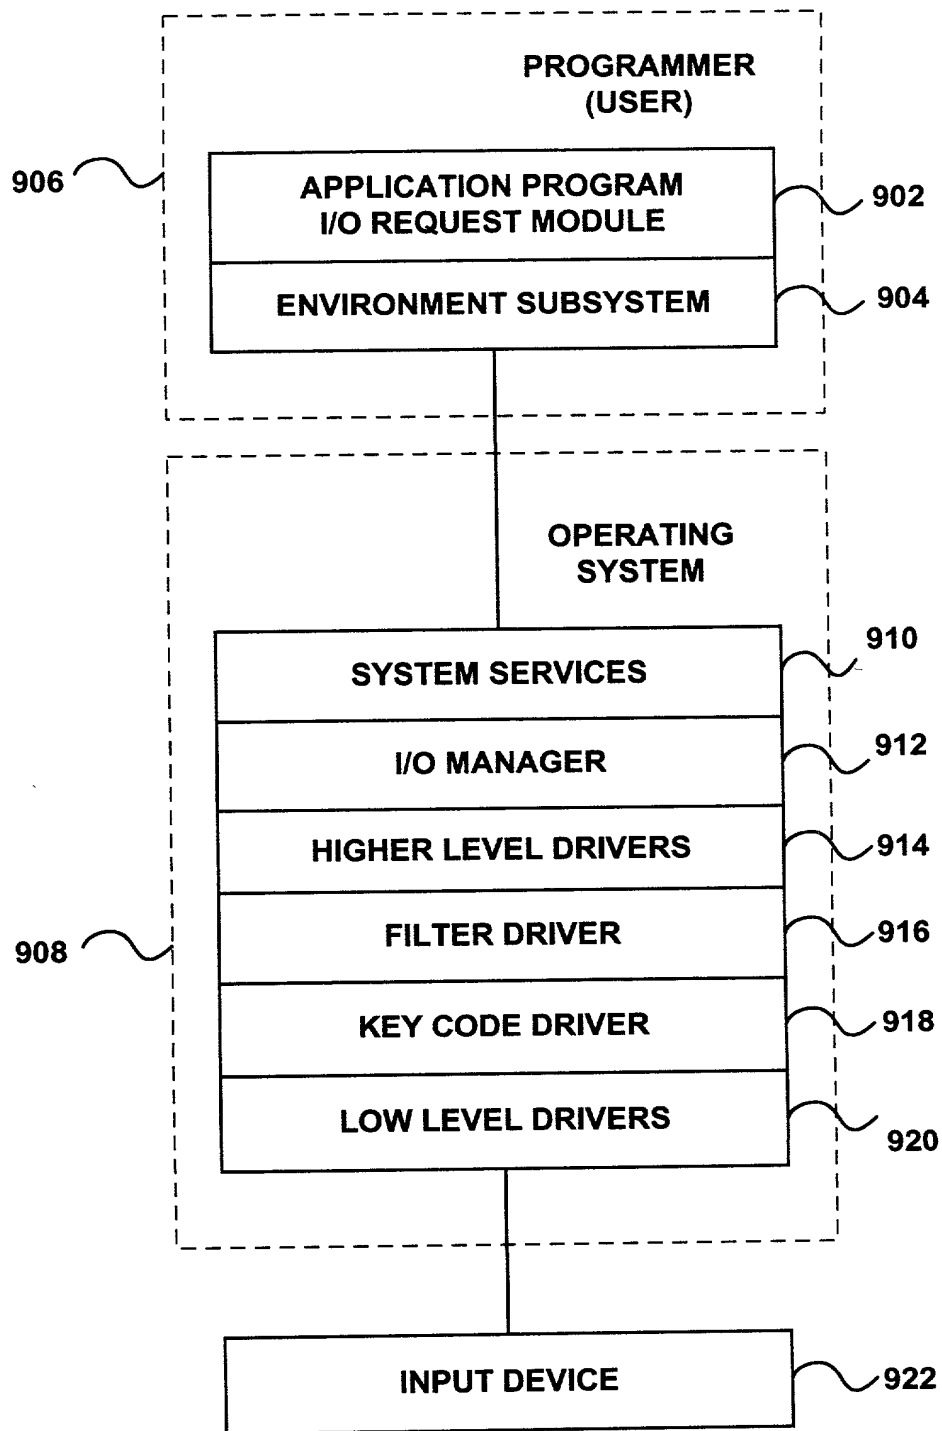 PROGRAMMER
(USER)
906
APPLICATION PROGRAM
I/O REQUEST MODULE
902
ENVIRONMENT SUBSYSTEM
904
OPERATING
SYSTEM
910
SYSTEM SERVICES
I/O MANAGER
912
HIGHER LEVEL DRIVERS
914
908
FILTER DRIVER
916
KEY CODE DRIVER
918
LOW LEVEL DRIVERS
920
INPUT DEVICE
922